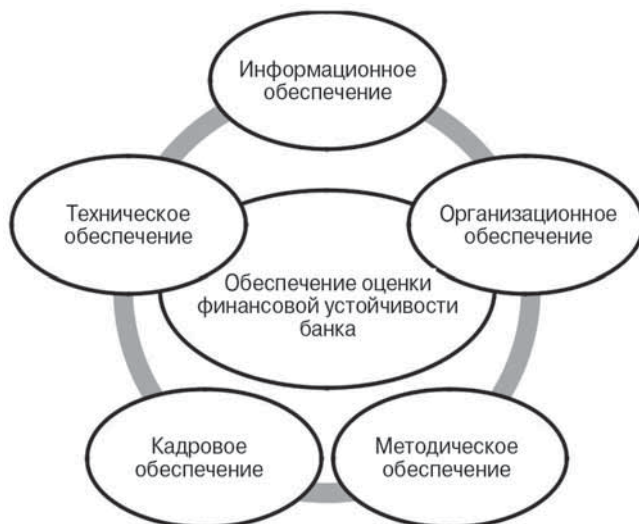 Информационное
обеспечение
Техническое
обеспечение
Организационное
обеспечение
Обеспечение оценки
финансовой устойчивости
банка
Кадровое
обеспечение
Методическое
обеспечение